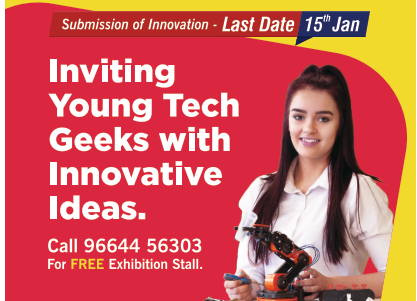 Submission of Innovation - Last Date 15th Jan
Inviting
Young Tech
Geeks with
Innovative
Ideas.
Call 96644 56303
For FREE Exhibition Stall.